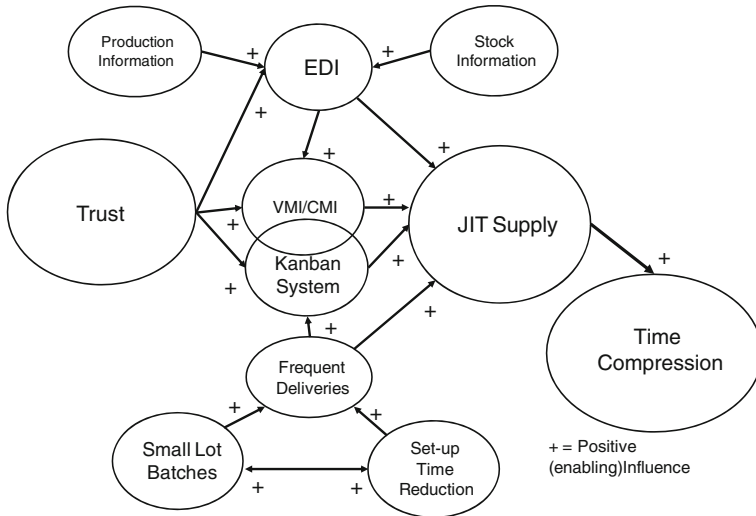 Production
Information
+
EDI
+
Stock
Information
+
+
+
Trust
VMI/CMI
+
+
JIT Supply
Kanban
System
+
+
+
+
+
Frequent
Deliveries
Time
Compression
+
+
Small Lot
Batches
Set-up
Time
Reduction
+ = Positive
(enabling)Influence
+
+